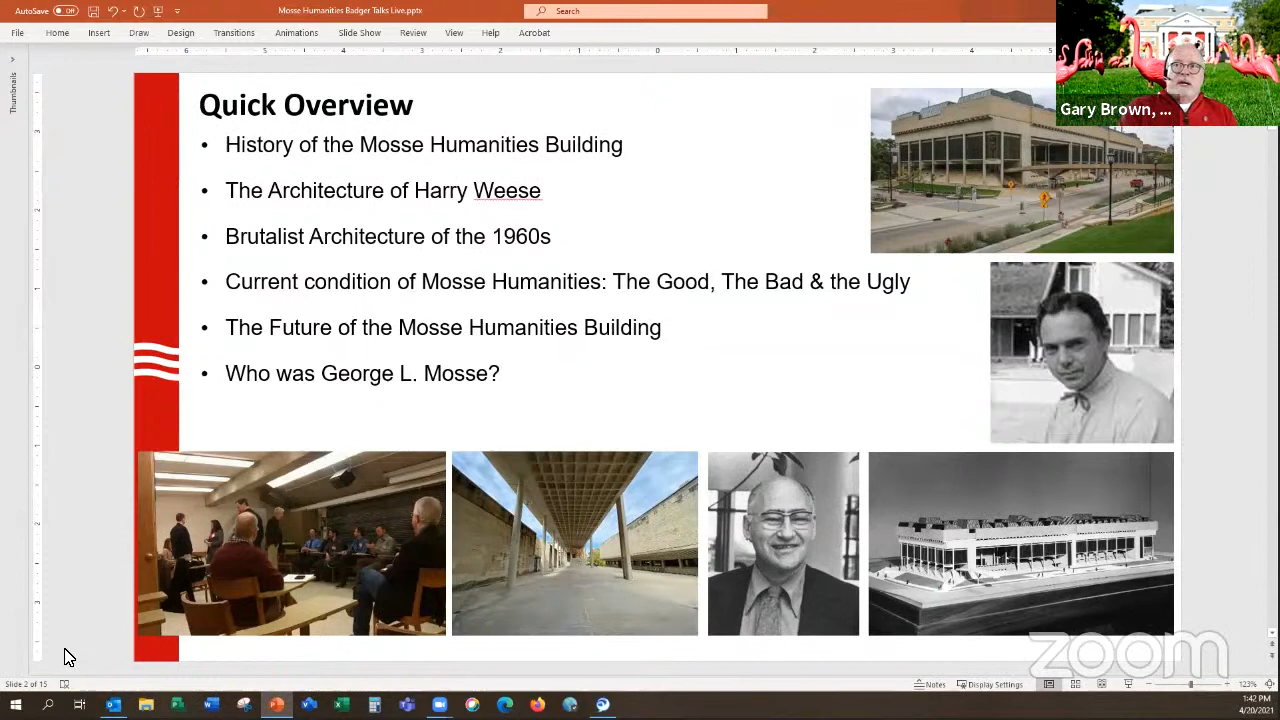 AutoSave Off
Mosse Humanities Badger Talks Live.pptx
Search
File Home Insert Draw Design Transitions Animations Slide Show Review View Help Acrobat
Thumbnails
Gary Brown, ...
Quick Overview
• History of the Mosse Humanities Building
• The Architecture of Harry Weese
• Brutalist Architecture of the 1960s
• Current condition of Mosse Humanities: The Good, The Bad & the Ugly
• The Future of the Mosse Humanities Building
• Who was George L. Mosse?
zoom
Slide 2 of 15
Notes Display Settings
123%
1:42 PM
4/20/2021